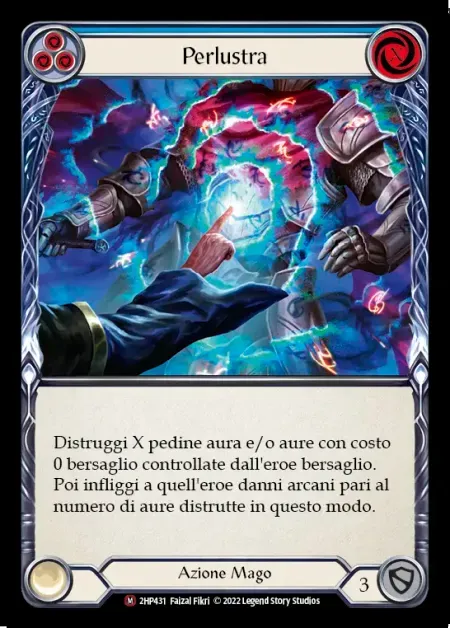 Perlustra
X
Distruggi X pedine aura e/o aure con costo
0 bersaglio controllate dall'eroe bersaglio.
Poi infliggi a quell'eroe danni arcani pari al
numero di aure distrutte in questo modo.
Azione Mago
3
M 2HP431 Faizal Fikri © 2022 Legend Story Studios